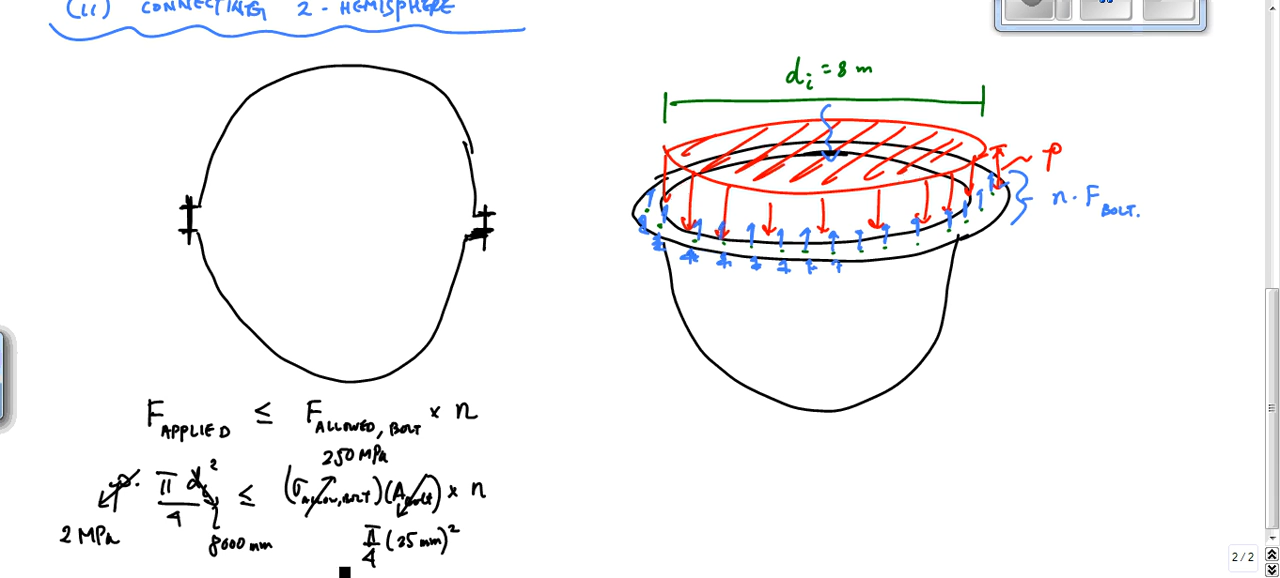 (ii) CONNECTING 2 - HEMISPHERE
d_i = 8 m
P
n · F_BOLT.
F_APPLIED ≤ F_ALLOWED, BOLT × n
250 MPa
P · π d² / 4 ≤ (σ_ALLOW, BOLT)(A_BOLT) × n
2 MPa
8000 mm
π/4 (25 mm)²
2 / 2